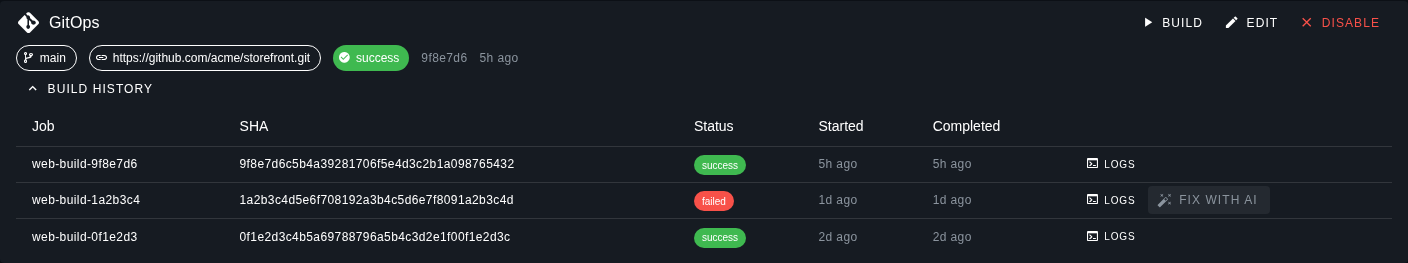 GitOps BUILD EDIT DISABLE
main https://github.com/acme/storefront.git success 9f8e7d6 5h ago
BUILD HISTORY
Job SHA Status Started Completed
web-build-9f8e7d6 9f8e7d6c5b4a39281706f5e4d3c2b1a098765432 success 5h ago 5h ago LOGS
web-build-1a2b3c4 1a2b3c4d5e6f708192a3b4c5d6e7f8091a2b3c4d failed 1d ago 1d ago LOGS FIX WITH AI
web-build-0f1e2d3 0f1e2d3c4b5a69788796a5b4c3d2e1f00f1e2d3c success 2d ago 2d ago LOGS